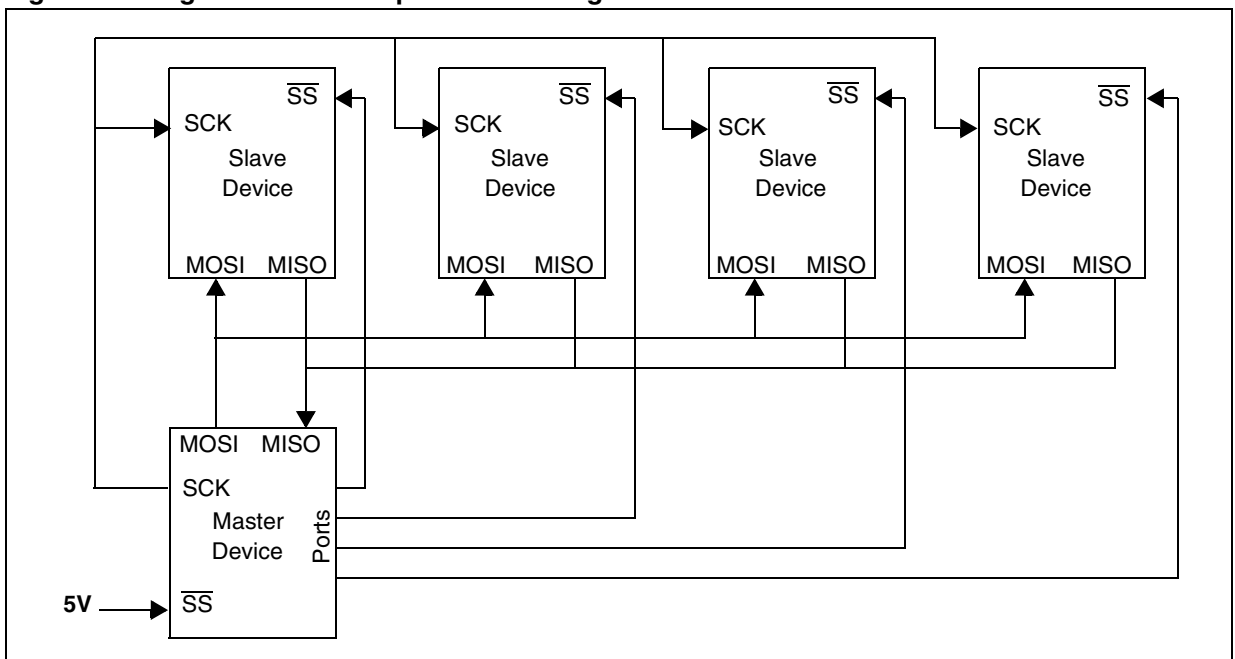 SS SS SS SS
SCK SCK SCK SCK
Slave Slave Slave Slave
Device Device Device Device
MOSI MISO MOSI MISO MOSI MISO MOSI MISO
MOSI MISO
SCK
Master
Device
Ports
5V SS